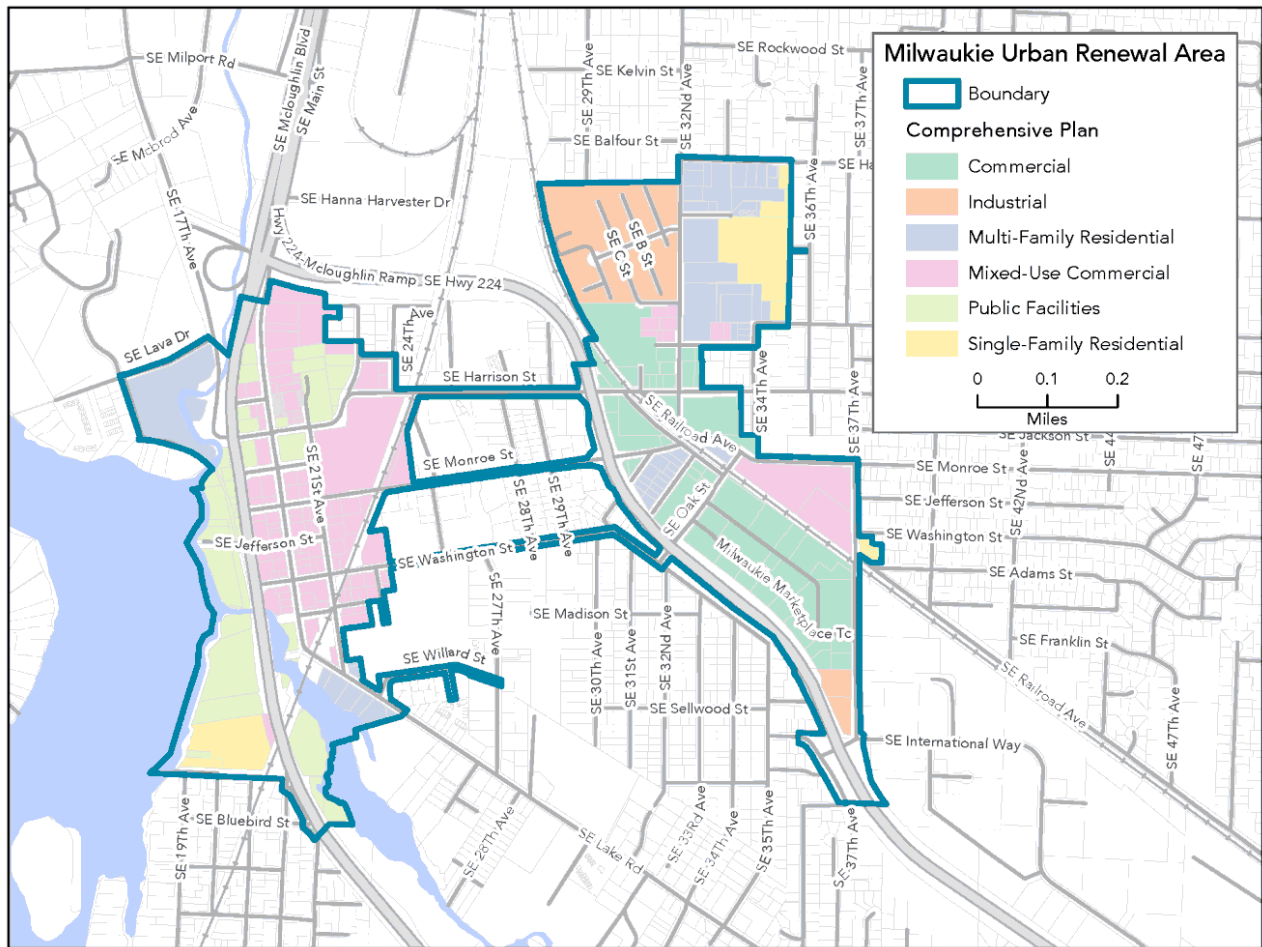 Milwaukie Urban Renewal Area
Boundary
Comprehensive Plan
Commercial
Industrial
Multi-Family Residential
Mixed-Use Commercial
Public Facilities
Single-Family Residential
0 0.1 0.2
Miles
SE Milport Rd
SE Mcbrod Ave
SE 17Th Ave
SE Mcloughlin Blvd
SE Main St
SE Hanna Harvester Dr
Hwy 224-Mcloughlin Ramp
SE Hwy 224
SE 29Th Ave
SE Kelvin St
SE Balfour St
SE 32Nd Ave
SE Rockwood St
SE 37Th Ave
SE Ha
SE 36Th Ave
SE B St
SE C St
SE Lava Dr
SE 24Th Ave
SE Harrison St
SE Railroad Ave
SE 34Th Ave
SE 37Th Ave
SE Jackson St
SE 44
SE 47
SE Monroe St
SE Monroe St
SE 21St Ave
SE 28Th Ave
SE 29Th Ave
SE Oak St
SE 42Nd Ave
SE Jefferson St
SE Jefferson St
SE Washington St
SE Washington St
SE Adams St
Milwaukie Marketplace Tc
SE 27Th Ave
SE Madison St
SE Franklin St
SE Willard St
SE 30Th Ave
SE 31St Ave
SE 32Nd Ave
SE Sellwood St
SE Railroad Ave
SE 47Th Ave
SE International Way
SE Bluebird St
SE 19Th Ave
SE 28Th Ave
SE Lake Rd
SE 33Rd Ave
SE 34Th Ave
SE 35Th Ave
SE 37Th Ave